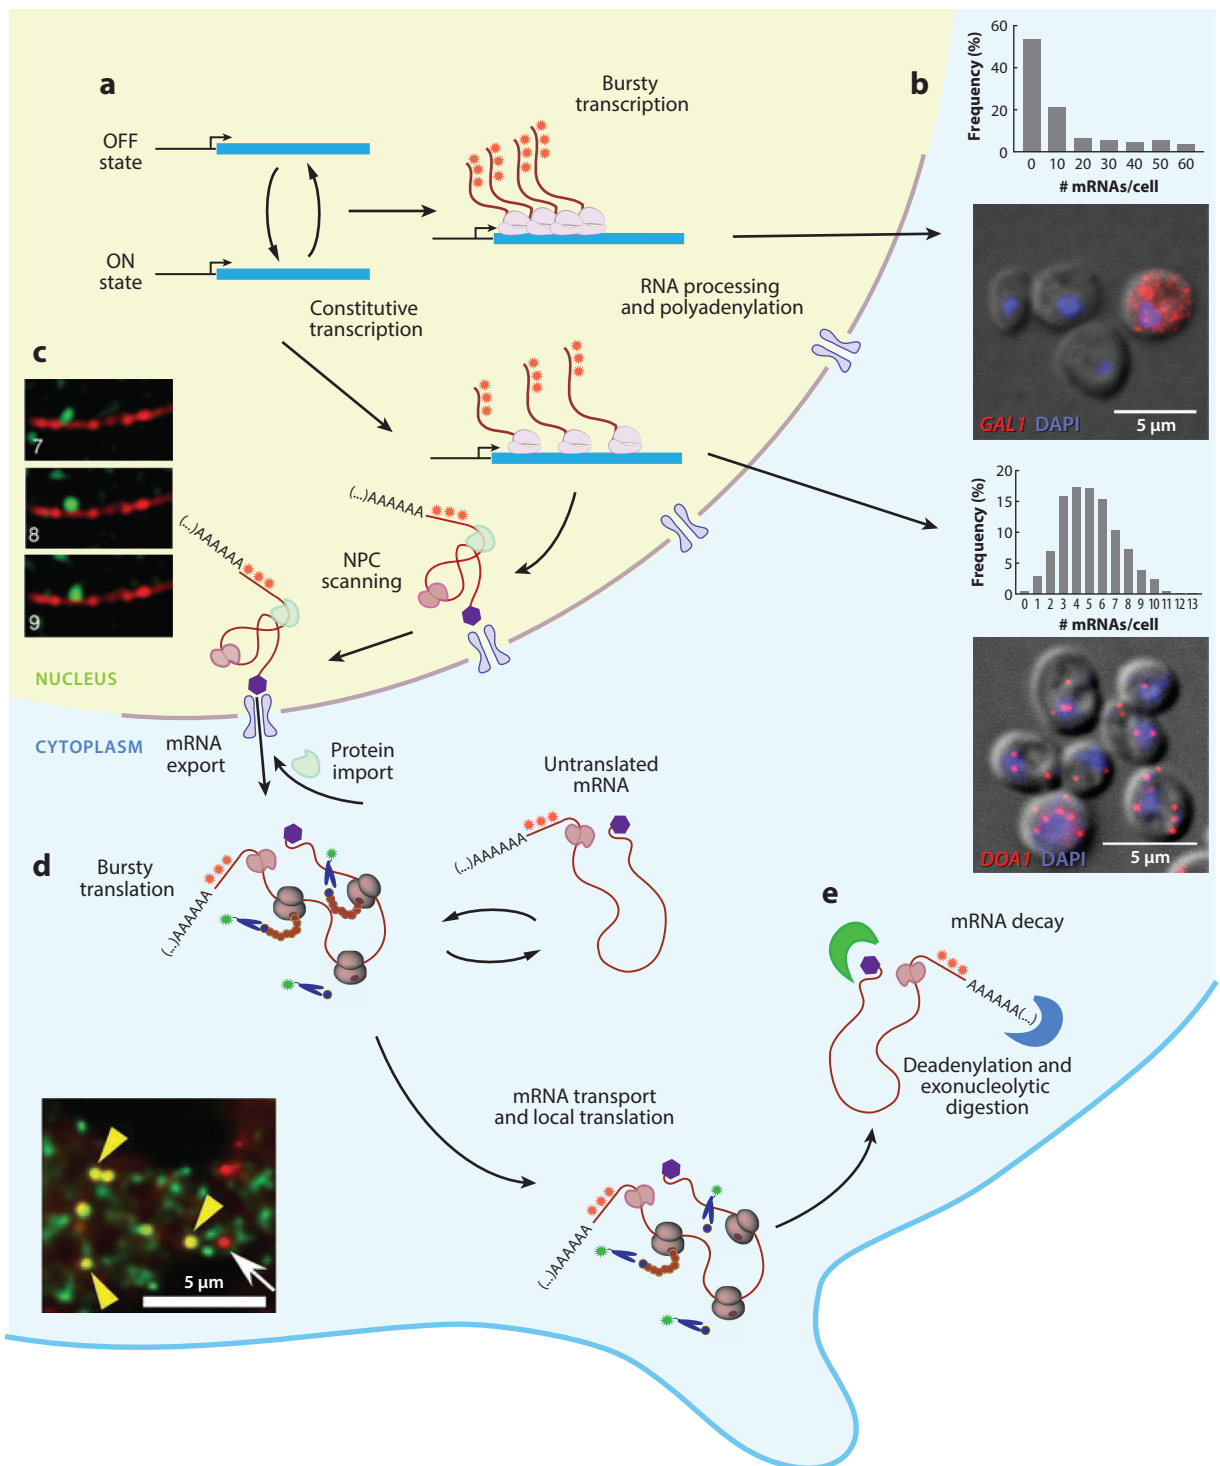 a
OFF
state
ON
state
Bursty
transcription
Constitutive
transcription
RNA processing
and polyadenylation
b
Frequency (%)
60
40
20
0
0 10 20 30 40 50 60
# mRNAs/cell
GAL1 DAPI
5 µm
Frequency (%)
20
15
10
5
0
0 1 2 3 4 5 6 7 8 9 10 11 12 13
# mRNAs/cell
DOA1 DAPI
5 µm
c
7
8
9
(...)AAAAAA
(...)AAAAAA
NPC
scanning
NUCLEUS
CYTOPLASM
mRNA
export
Protein
import
d
Bursty
translation
(...)AAAAAA
Untranslated
mRNA
(...)AAAAAA
5 µm
mRNA transport
and local translation
(...)AAAAAA
e
mRNA decay
AAAAAA(...)
Deadenylation and
exonucleolytic
digestion